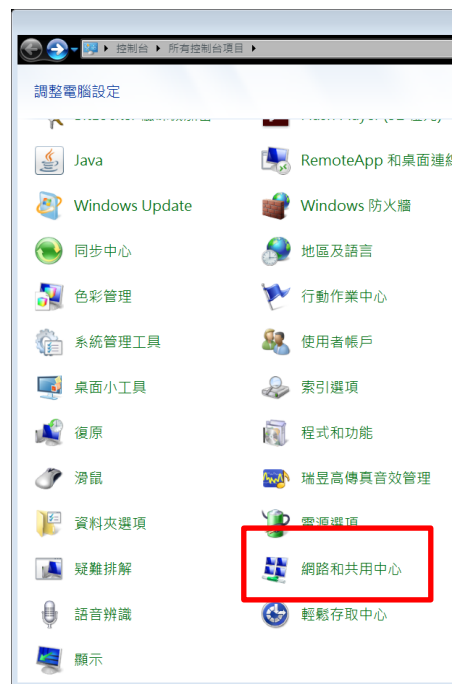 控制台 ▸ 所有控制台項目 ▸
調整電腦設定
Java
RemoteApp 和桌面連
Windows Update
Windows 防火牆
同步中心
地區及語言
色彩管理
行動作業中心
系統管理工具
使用者帳戶
桌面小工具
索引選項
復原
程式和功能
滑鼠
瑞昱高傳真音效管理
資料夾選項
電源選項
疑難排解
網路和共用中心
語音辨識
輕鬆存取中心
顯示